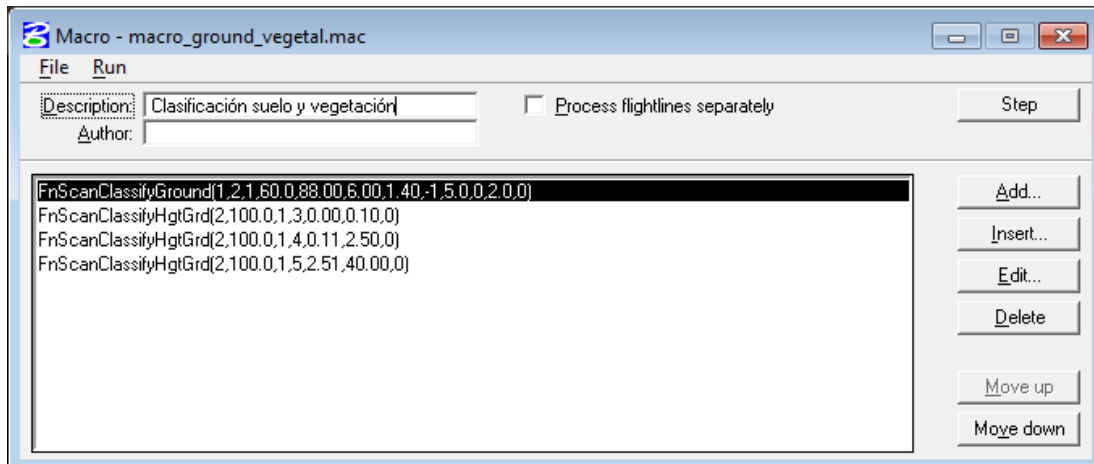 Macro - macro_ground_vegetal.mac
File Run
Description: Clasificación suelo y vegetación
Process flightlines separately
Step
Author:
FnScanClassifyGround(1,2,1,60.0,88.00,6.00,1.40,-1,5.0,0,2.0,0)
Add...
FnScanClassifyHgtGrd(2,100.0,1,3,0.00,0.10,0)
FnScanClassifyHgtGrd(2,100.0,1,4,0.11,2.50,0)
Insert...
FnScanClassifyHgtGrd(2,100.0,1,5,2.51,40.00,0)
Edit...
Delete
Move up
Move down